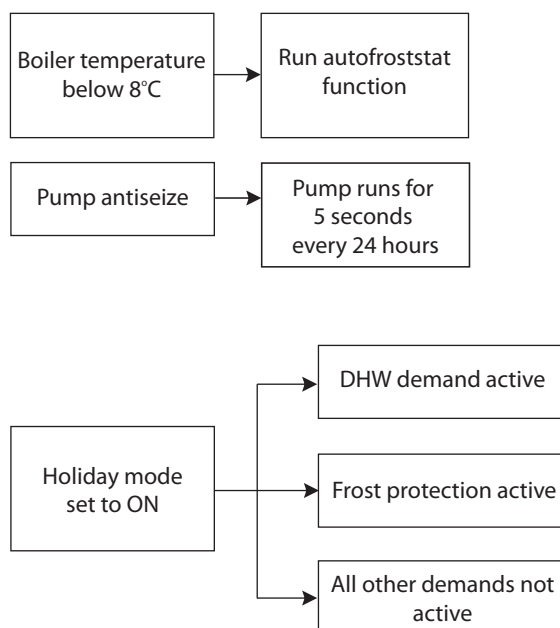 Boiler temperature
below 8°C
Run autofroststat
function
Pump antiseize
Pump runs for
5 seconds
every 24 hours
Holiday mode
set to ON
DHW demand active
Frost protection active
All other demands not
active